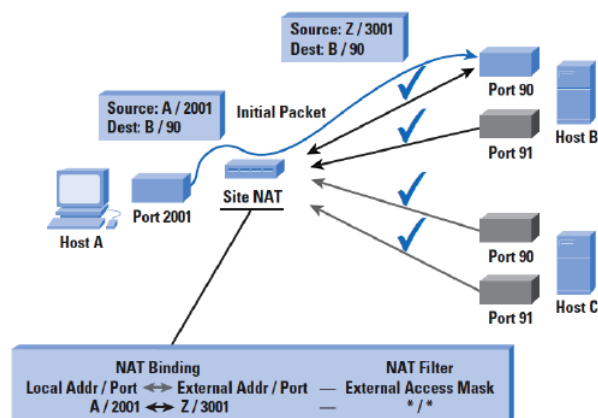 Source: Z / 3001
Dest: B / 90
Source: A / 2001
Dest: B / 90
Initial Packet
Port 90
Host B
Port 91
Site NAT
Port 2001
Host A
Port 90
Host C
Port 91
NAT Binding NAT Filter
Local Addr / Port External Addr / Port — External Access Mask
A / 2001 Z / 3001 — * / *